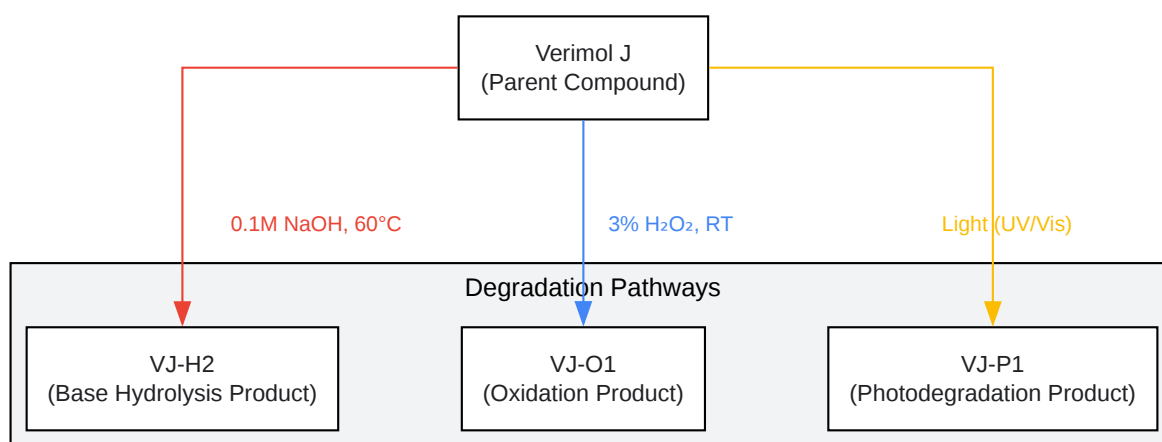 Verimol J
(Parent Compound)
0.1M NaOH, 60°C
3% H₂O₂, RT
Light (UV/Vis)
Degradation Pathways
VJ-H2
(Base Hydrolysis Product)
VJ-O1
(Oxidation Product)
VJ-P1
(Photodegradation Product)